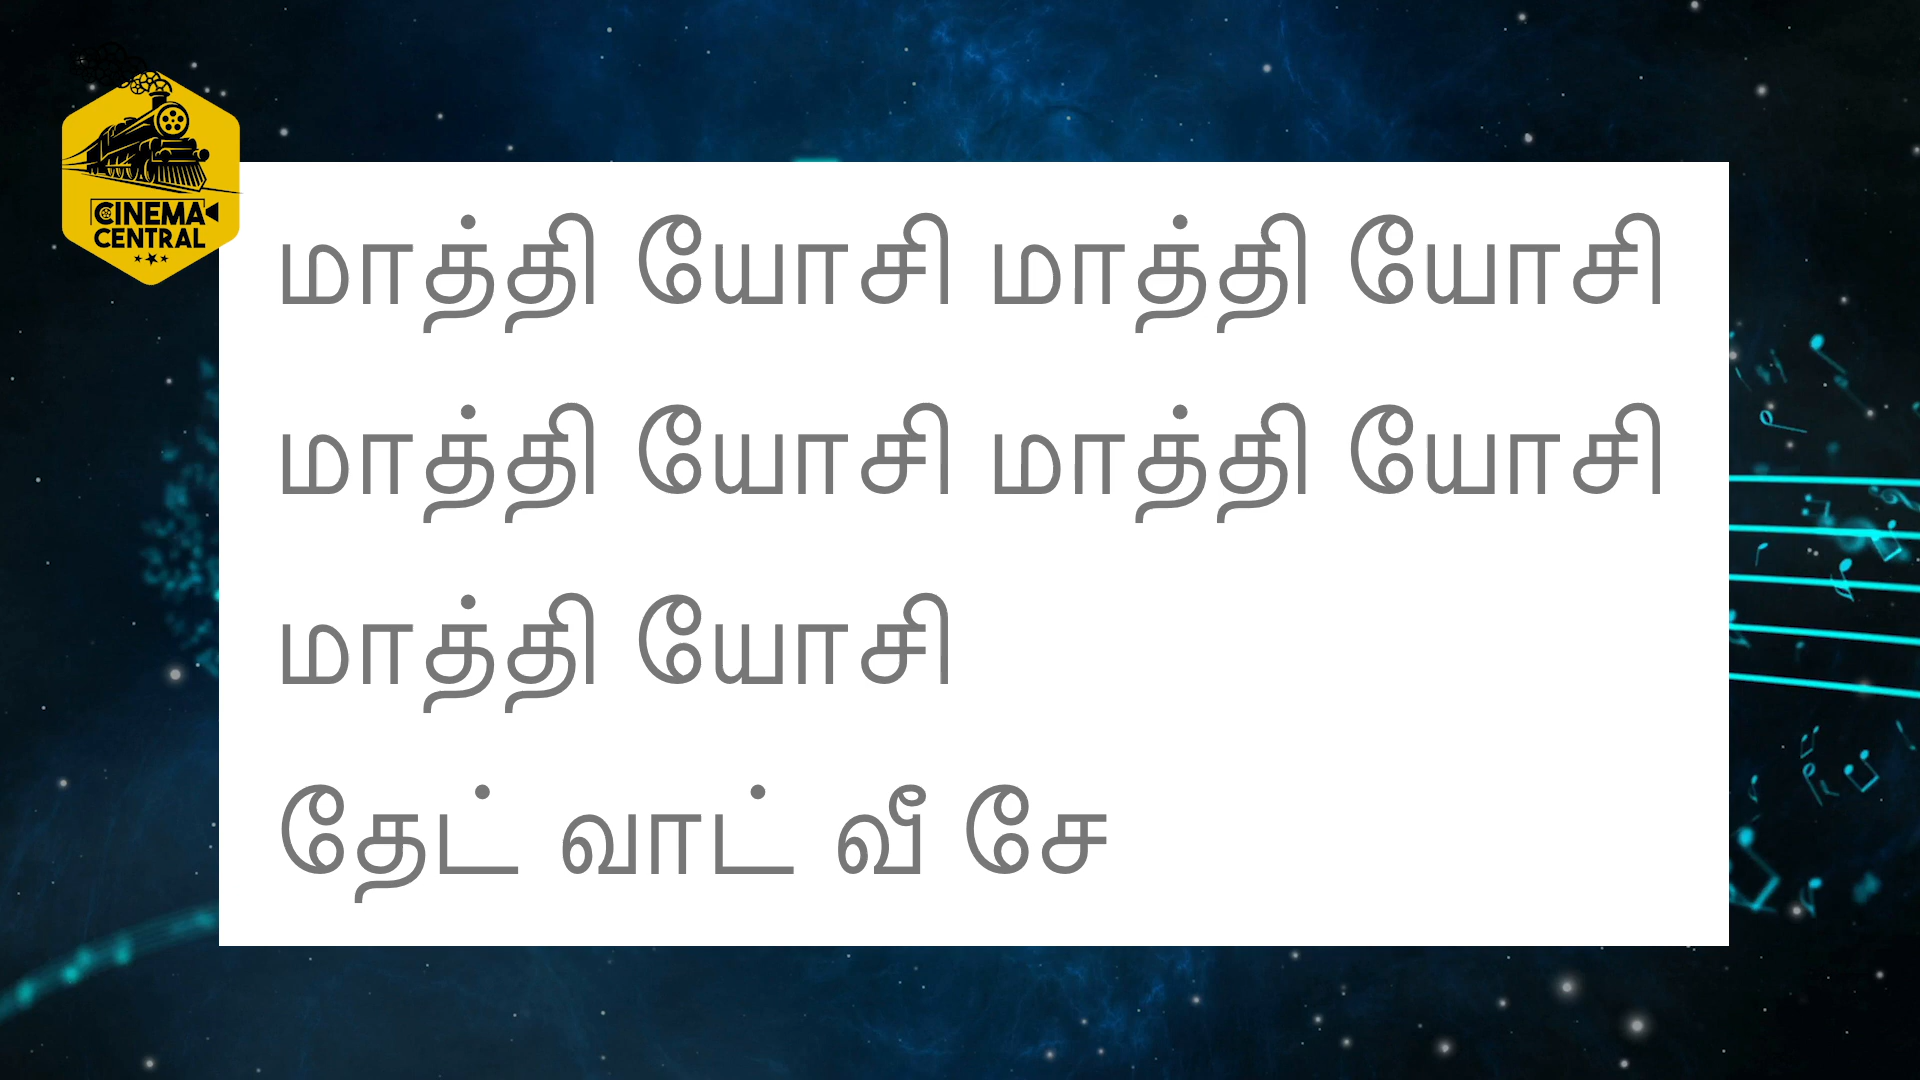 CINEMA
CENTRAL
மாத்தி யோசி மாத்தி யோசி
மாத்தி யோசி மாத்தி யோசி
மாத்தி யோசி
தேட் வாட் வீ சே